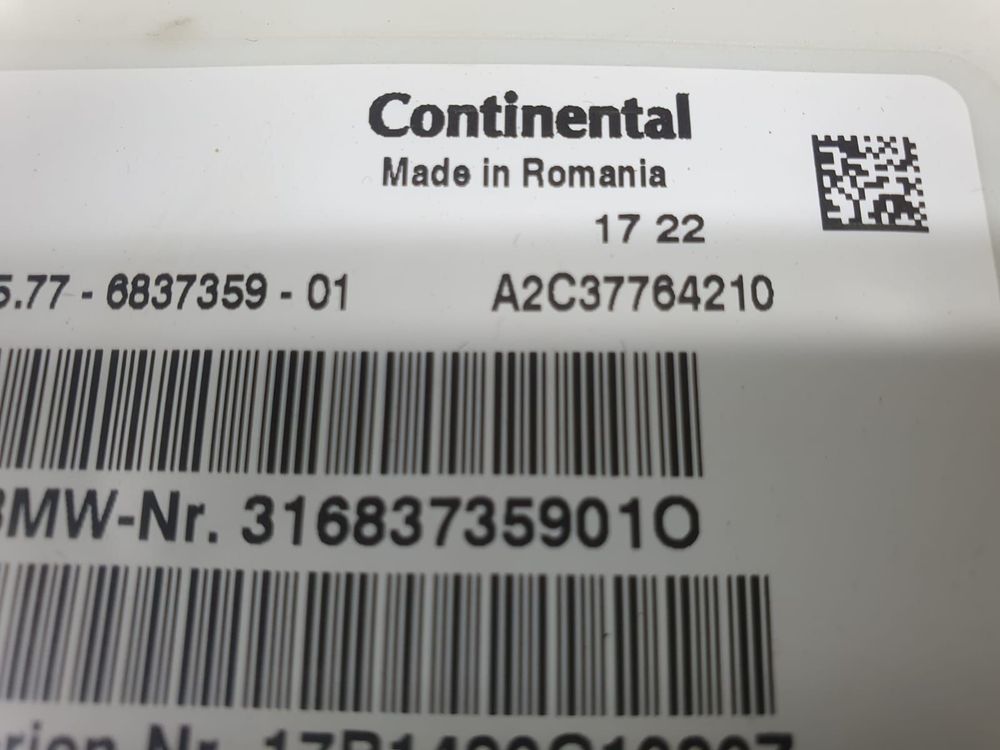 Continental
Made in Romania
17 22
5.77 - 6837359 - 01 A2C37764210
BMW-Nr. 316837359010